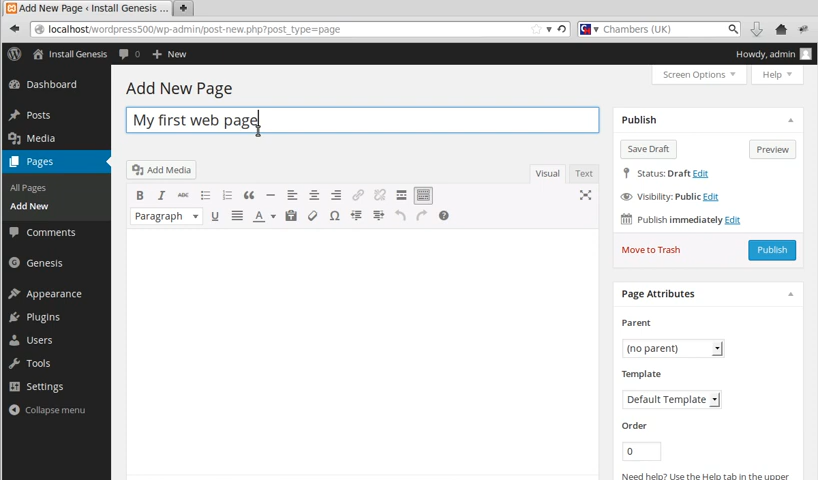 Add New Page ‹ Install Genesis ...
localhost/wordpress500/wp-admin/post-new.php?post_type=page
Chambers (UK)
Install Genesis
0
New
Howdy, admin
Dashboard
Posts
Media
Pages
All Pages
Add New
Comments
Genesis
Appearance
Plugins
Users
Tools
Settings
Collapse menu
Screen Options
Help
Add New Page
My first web page
Add Media
Visual
Text
B I ABC
Paragraph U A Ω
Publish
Save Draft
Preview
Status: Draft Edit
Visibility: Public Edit
Publish immediately Edit
Move to Trash
Publish
Page Attributes
Parent
(no parent)
Template
Default Template
Order
0
Need help? Use the Help tab in the upper